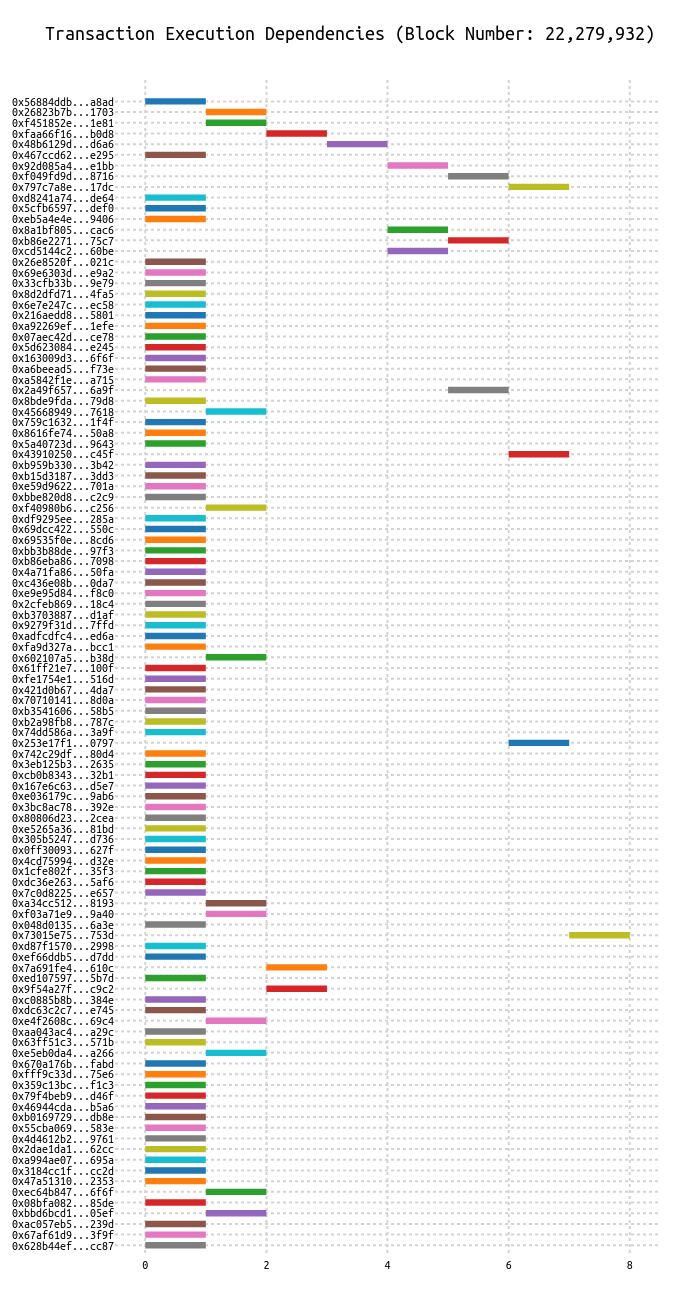 Transaction Execution Dependencies (Block Number: 22,279,932)
0x56884ddb...a8ad
0x26823b7b...1703
0xf451852e...1e81
0xfaa66f16...b0d8
0x48b6129d...d6a6
0x467ccd62...e295
0x92d085a4...e1bb
0xf049fd9d...8716
0x797c7a8e...17dc
0xd8241a74...de64
0x5cfb6597...def0
0xeb5a4e4e...9406
0x8a1bf805...cac6
0xb86e2271...75c7
0xcd5144c2...60be
0x26e8520f...021c
0x69e6303d...e9a2
0x33cfb33b...9e79
0x8d2dfd71...4fa5
0x6e7e247c...ec58
0x216aedd8...5801
0xa92269ef...1efe
0x07aec42d...ce78
0x5d623084...e245
0x163009d3...6f6f
0xa6beead5...f73e
0xa5842f1e...a715
0x2a49f657...6a9f
0x8bde9fda...79d8
0x45668949...7618
0x759c1632...1f4f
0x8616fe74...50a8
0x5a40723d...9643
0x43910250...c45f
0xb959b330...3b42
0xb15d3187...3dd3
0xe59d9622...701a
0xbbe820d8...c2c9
0xf40980b6...c256
0xdf9295ee...285a
0x69dcc422...550c
0x69535f0e...8cd6
0xbb3b88de...97f3
0xb86eba86...7098
0x4a71fa86...50fa
0xc436e08b...0da7
0xe9e95d84...f8c0
0x2cfeb869...18c4
0xb3703887...d1af
0x9279f31d...7ffd
0xadfcdfc4...ed6a
0xfa9d327a...bcc1
0x602107a5...b38d
0x61ff21e7...100f
0xfe1754e1...516d
0x421d0b67...4da7
0x70710141...8d0a
0xb3541606...58b5
0xb2a98fb8...787c
0x74dd586a...3a9f
0x253e17f1...0797
0x742c29df...80d4
0x3eb125b3...2635
0xcb0b8343...32b1
0x167e6c63...d5e7
0xe036179c...9ab6
0x3bc8ac78...392e
0x80806d23...2cea
0xe5265a36...81bd
0x305b5247...d736
0x0ff30093...627f
0x4cd75994...d32e
0x1cfe802f...35f3
0xdc36e263...5af6
0x7c0d8225...e657
0xa34cc512...8193
0xf03a71e9...9a40
0x048d0135...6a3e
0x73015e75...753d
0xd87f1570...2998
0xef66ddb5...d7dd
0x7a691fe4...610c
0xed107597...5b7d
0x9f54a27f...c9c2
0xc0885b8b...384e
0xdc63c2c7...e745
0xe4f2608c...69c4
0xaa043ac4...a29c
0x63ff51c3...571b
0xe5eb0da4...a266
0x670a176b...fabd
0xfff9c33d...75e6
0x359c13bc...f1c3
0x79f4beb9...d46f
0x46944cda...b5a6
0xb0169729...db8e
0x55cba069...583e
0x4d4612b2...9761
0x2dae1da1...62cc
0xa994ae07...695a
0x3184cc1f...cc2d
0x47a51310...2353
0xec64b847...6f6f
0x08bfa082...85de
0xbbd6bcd1...05ef
0xac057eb5...239d
0x67af61d9...3f9f
0x628b44ef...cc87
0 2 4 6 8